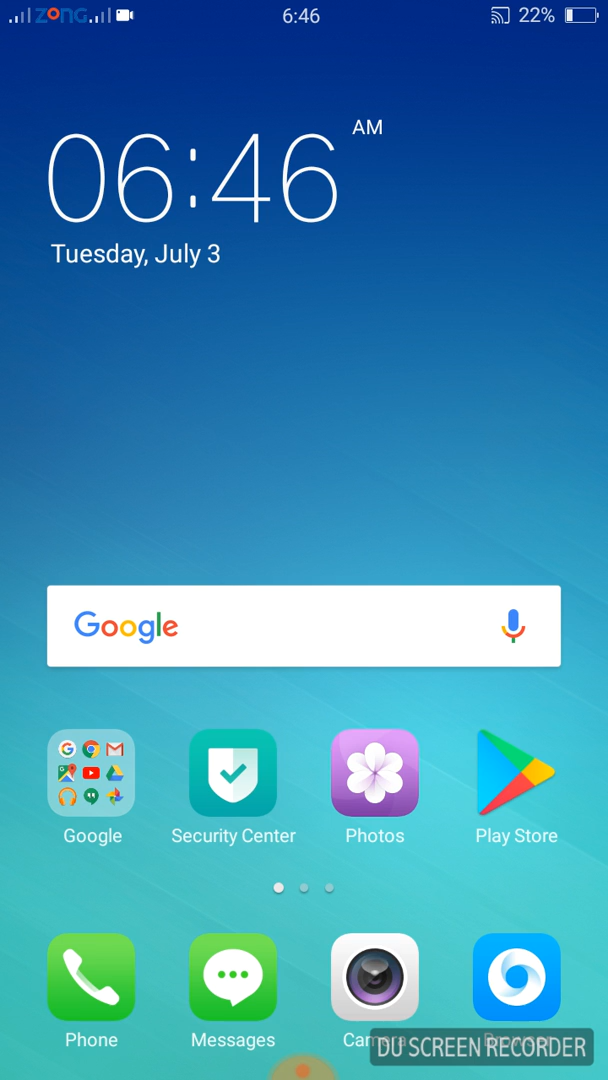 ZONG 6:46 22%
06:46 AM
Tuesday, July 3
Google
Google Security Center Photos Play Store
Phone Messages Camera Browser
DU SCREEN RECORDER